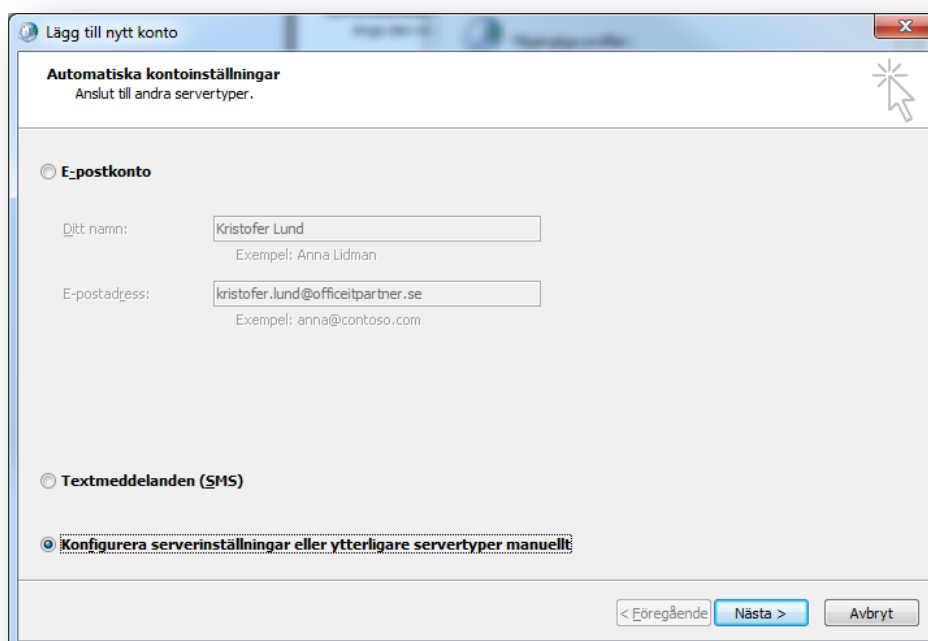 Lägg till nytt konto
Automatiska kontoinställningar
Anslut till andra servertyper.
E-postkonto
Ditt namn: Kristofer Lund
Exempel: Anna Lidman
E-postadress: kristofer.lund@officeitpartner.se
Exempel: anna@contoso.com
Textmeddelanden (SMS)
Konfigurera serverinställningar eller ytterligare servertyper manuellt
< Föregående Nästa > Avbryt